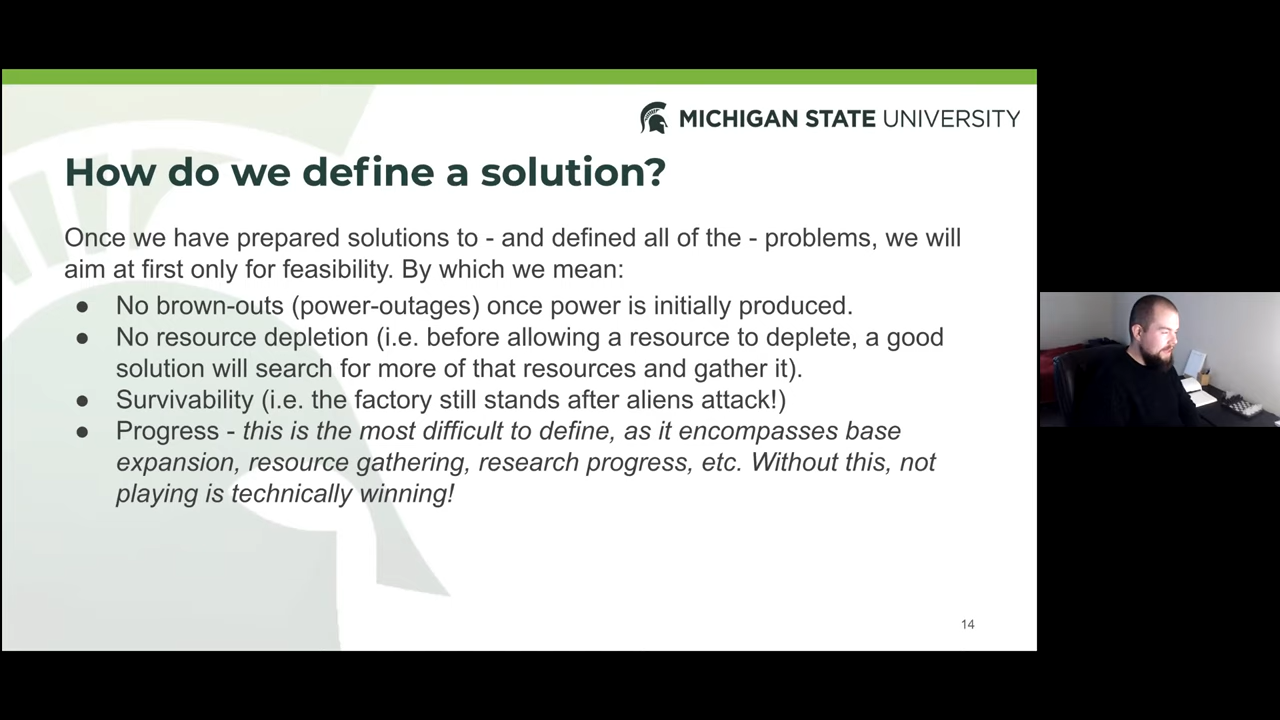 MICHIGAN STATE UNIVERSITY
How do we define a solution?
Once we have prepared solutions to - and defined all of the - problems, we will
aim at first only for feasibility. By which we mean:
● No brown-outs (power-outages) once power is initially produced.
● No resource depletion (i.e. before allowing a resource to deplete, a good
solution will search for more of that resources and gather it).
● Survivability (i.e. the factory still stands after aliens attack!)
● Progress - this is the most difficult to define, as it encompasses base
expansion, resource gathering, research progress, etc. Without this, not
playing is technically winning!
14